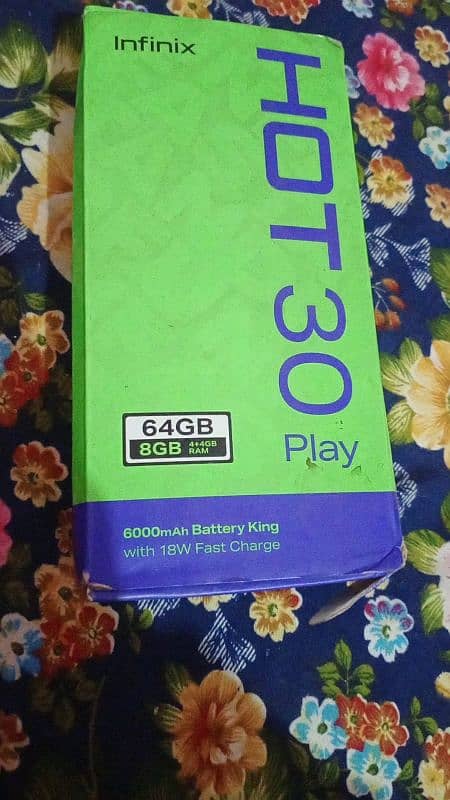 Infinix
HOT 30
Play
64GB
8GB 4+4GB RAM
6000mAh Battery King
with 18W Fast Charge